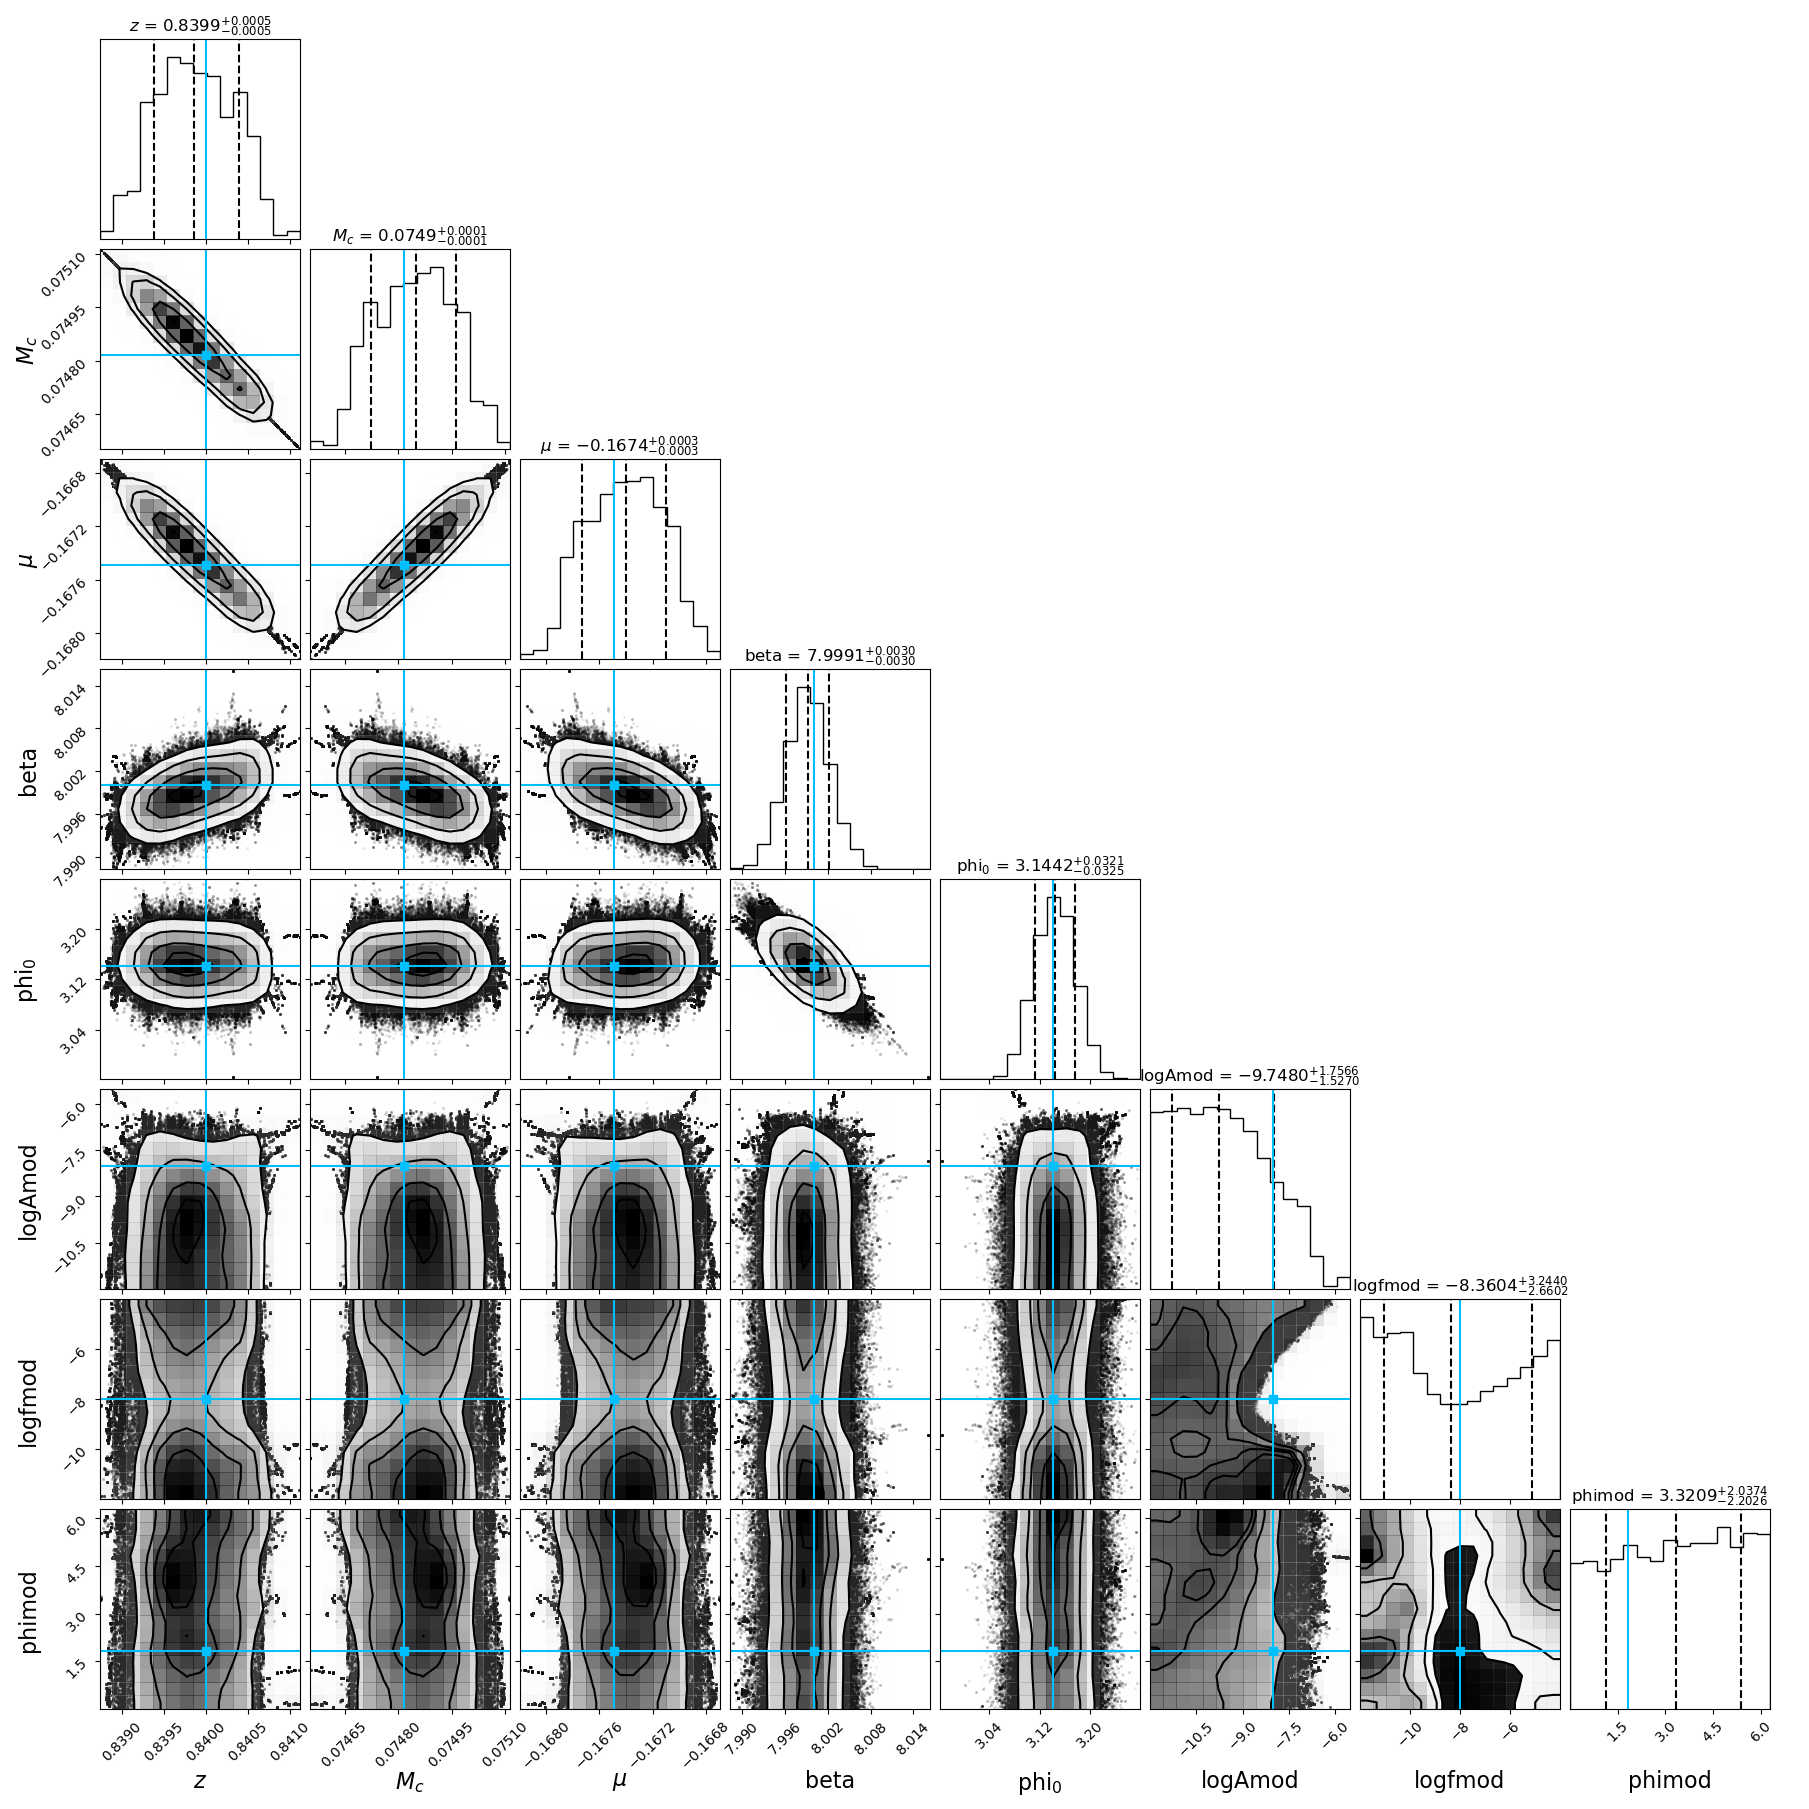 z = 0.8399+0.0005 −0.0005
M_c = 0.0749+0.0001 −0.0001
0.07510
0.07495
0.07480
0.07465
M_c
μ = −0.1674+0.0003 −0.0003
−0.1668
−0.1672
−0.1676
−0.1680
μ
beta = 7.9991+0.0030 −0.0030
8.014
8.008
8.002
7.996
7.990
beta
phi₀ = 3.1442+0.0321 −0.0325
3.20
3.12
3.04
phi₀
logAmod = −9.7480+1.7566 −1.5270
−6.0
−7.5
−9.0
−10.5
logAmod
logfmod = −8.3604+3.2440 −2.6602
−6
−8
−10
logfmod
phimod = 3.3209+2.0374 −2.2026
6.0
4.5
3.0
1.5
phimod
0.8390 0.8395 0.8400 0.8405 0.8410
0.07465 0.07480 0.07495 0.07510
−0.1680 −0.1676 −0.1672 −0.1668
7.990 7.996 8.002 8.008 8.014
3.04 3.12 3.20
−10.5 −9.0 −7.5 −6.0
−10 −8 −6
1.5 3.0 4.5 6.0
z M_c μ beta phi₀ logAmod logfmod phimod